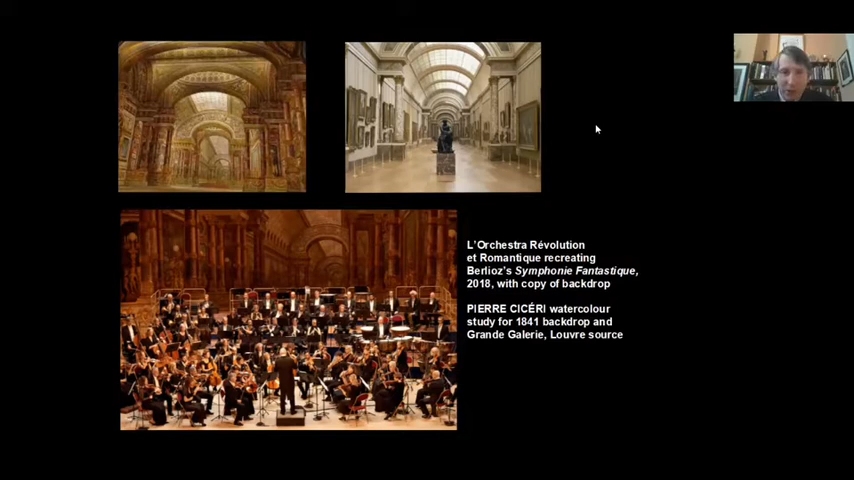 L'Orchestra Révolution
et Romantique recreating
Berlioz's Symphonie Fantastique,
2018, with copy of backdrop
PIERRE CICÉRI watercolour
study for 1841 backdrop and
Grande Galerie, Louvre source